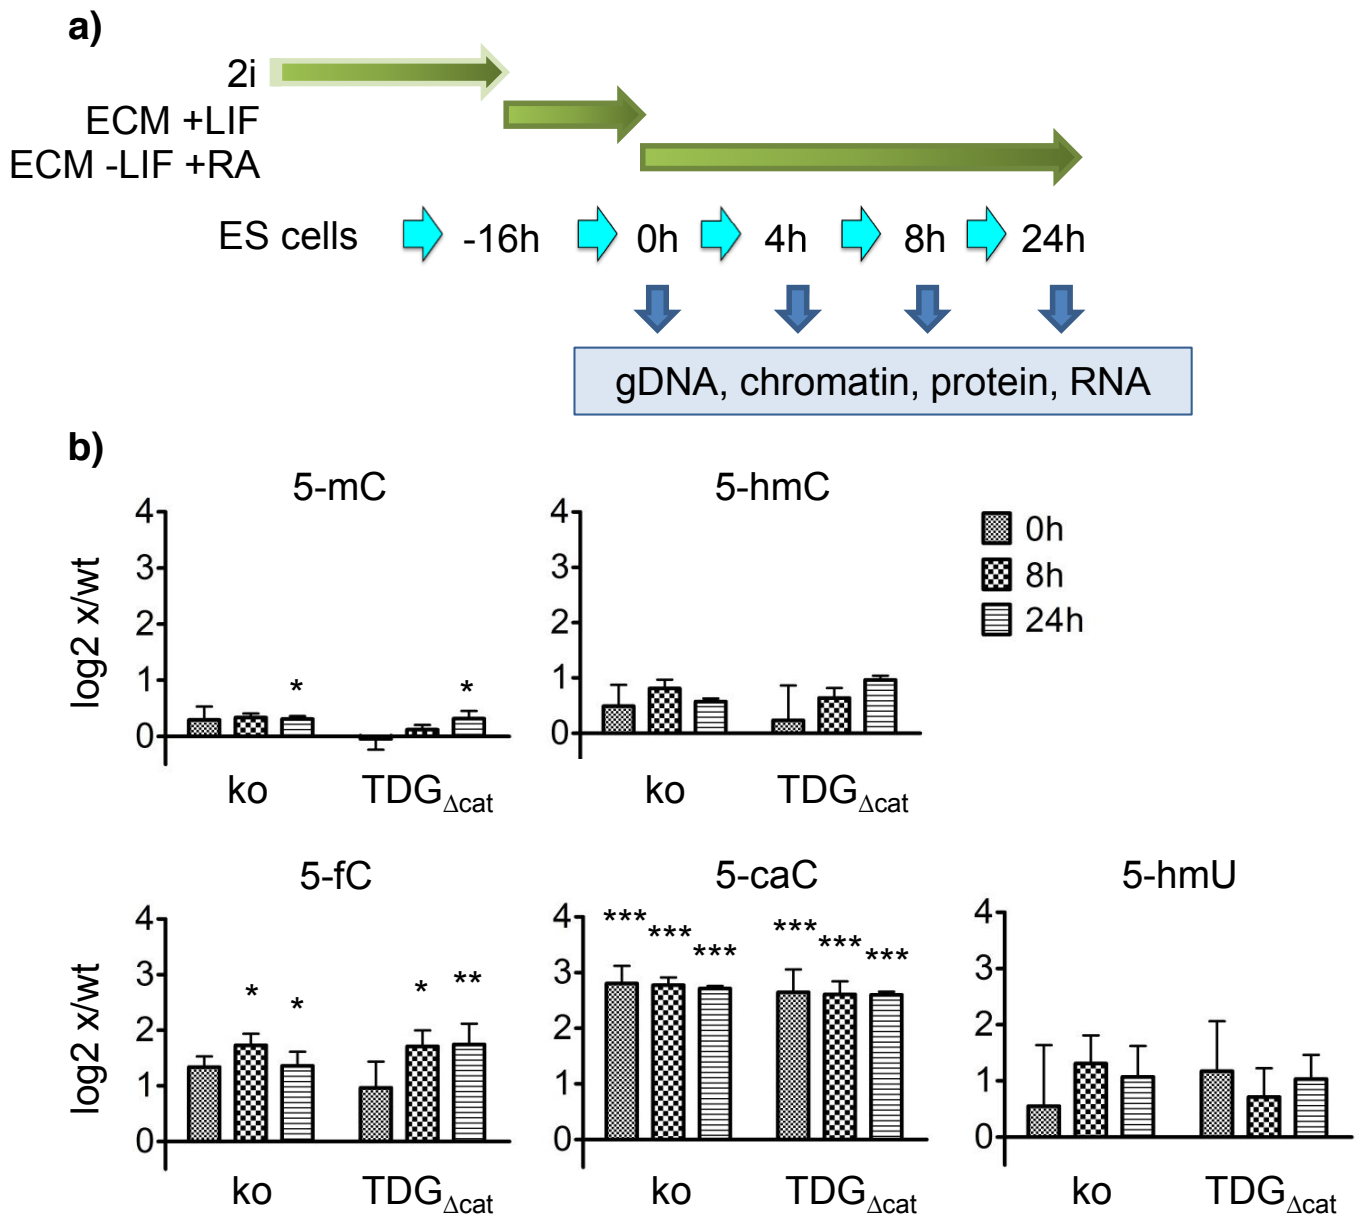 a)
2i
ECM +LIF
ECM -LIF +RA
ES cells -16h 0h 4h 8h 24h
gDNA, chromatin, protein, RNA
b)
5-mC
log2 x/wt
4
3
2
1
0
*
*
ko TDGΔcat
5-hmC
4
3
2
1
0
ko TDGΔcat
0h
8h
24h
5-fC
log2 x/wt
4
3
2
1
0
* * * **
ko TDGΔcat
5-caC
4
3
2
1
0
*** *** *** *** *** ***
ko TDGΔcat
5-hmU
4
3
2
1
0
ko TDGΔcat